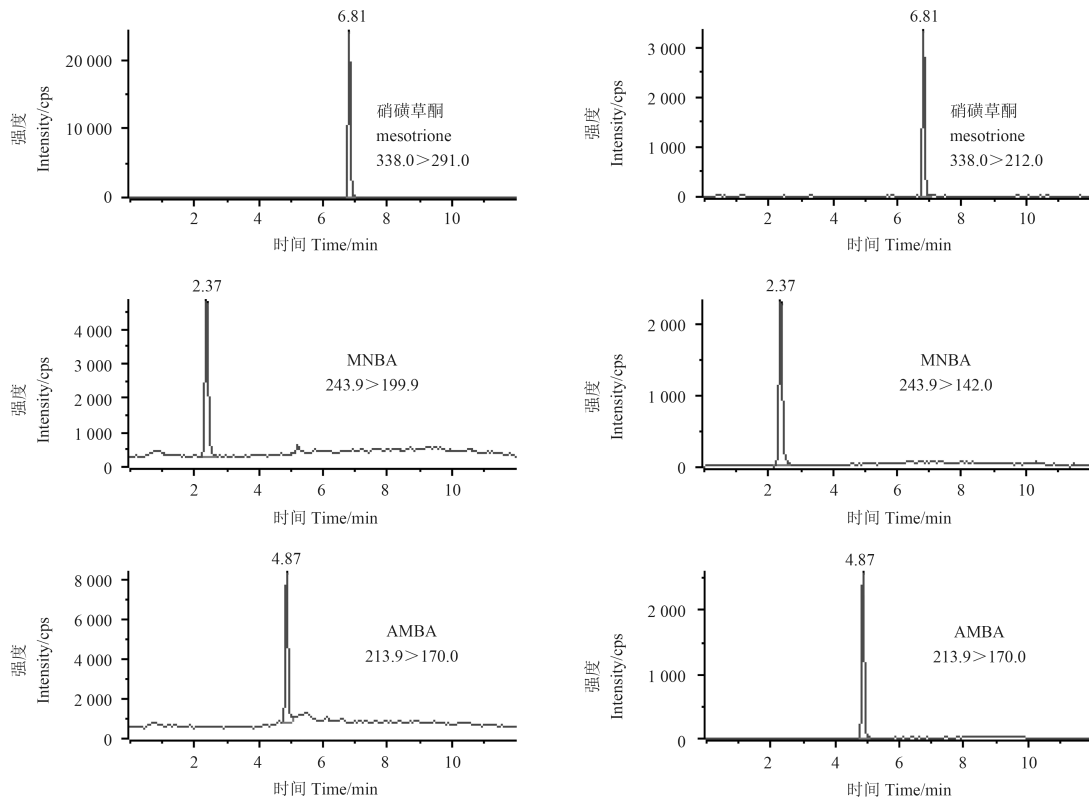 6.81
20 000
10 000
0
强度
Intensity/cps
硝磺草酮
mesotrione
338.0＞291.0
2 4 6 8 10
时间 Time/min
6.81
3 000
2 000
1 000
0
强度
Intensity/cps
硝磺草酮
mesotrione
338.0＞212.0
2 4 6 8 10
时间 Time/min
2.37
4 000
3 000
2 000
1 000
0
强度
Intensity/cps
MNBA
243.9＞199.9
2 4 6 8 10
时间 Time/min
2.37
2 000
1 000
0
强度
Intensity/cps
MNBA
243.9＞142.0
2 4 6 8 10
时间 Time/min
4.87
8 000
6 000
4 000
2 000
0
强度
Intensity/cps
AMBA
213.9＞170.0
2 4 6 8 10
时间 Time/min
4.87
2 000
1 000
0
强度
Intensity/cps
AMBA
213.9＞170.0
2 4 6 8 10
时间 Time/min